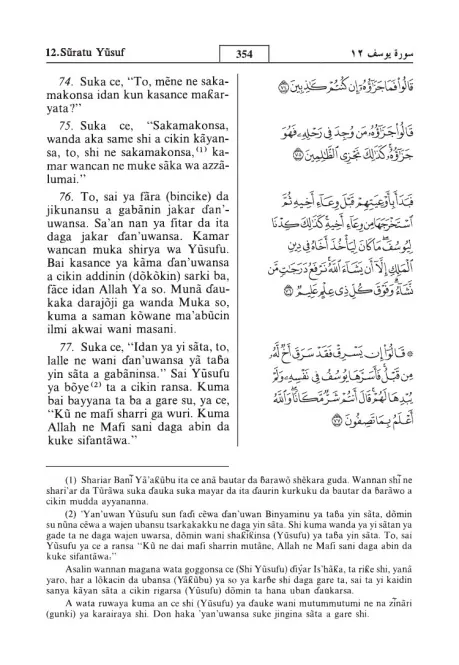 12.Sūratu Yūsuf
354
سورة يوسف ١٢
74. Suka ce, "To, mēne ne saka-
makonsa idan kun kasance maƙar-
yata?"
75. Suka ce, "Sakamakonsa,
wanda aka same shi a cikin kāyan-
sa, to, shi ne sakamakonsa,(1) ka-
mar wancan ne muke sāka wa azzā-
lumai."
76. To, sai ya fāra (bincike) da
jikunansu a gabānin jakar ɗan'-
uwansa. Sa'an nan ya fitar da ita
daga jakar ɗan'uwansa. Kamar
wancan muka shirya wa Yūsufu.
Bai kasance ya kāma ɗan'uwansa
a cikin addinin (dōkōkin) sarki ba,
fāce idan Allah Ya so. Munā ɗau-
kaka darajōji ga wanda Muka so,
kuma a saman kōwane ma'abūcin
ilmi akwai wani masani.
77. Suka ce, "Idan ya yi sāta, to,
lalle ne wani ɗan'uwansa yā taɓa
yin sāta a gabāninsa." Sai Yūsufu
ya bōye(2) ta a cikin ransa. Kuma
bai bayyana ta ba a gare su, ya ce,
"Kū ne mafi sharri ga wuri. Kuma
Allah ne Mafi sani daga abin da
kuke sifantāwa."
قَالُوا۟ فَمَا جَزَٰٓؤُهُۥٓ إِن كُنتُمْ كَـٰذِبِينَ ٧٤
قَالُوا۟ جَزَٰٓؤُهُۥ مَن وُجِدَ فِى رَحْلِهِۦ فَهُوَ
جَزَٰٓؤُهُۥ كَذَٰلِكَ نَجْزِى ٱلظَّـٰلِمِينَ ٧٥
فَبَدَأَ بِأَوْعِيَتِهِمْ قَبْلَ وِعَآءِ أَخِيهِ ثُمَّ
ٱسْتَخْرَجَهَا مِن وِعَآءِ أَخِيهِ كَذَٰلِكَ كِدْنَا
لِيُوسُفَ مَا كَانَ لِيَأْخُذَ أَخَاهُ فِى دِينِ
ٱلْمَلِكِ إِلَّآ أَن يَشَآءَ ٱللَّهُ نَرْفَعُ دَرَجَـٰتٍ مَّن
نَّشَآءُ وَفَوْقَ كُلِّ ذِى عِلْمٍ عَلِيمٌ ٧٦
۞ قَالُوٓا۟ إِن يَسْرِقْ فَقَدْ سَرَقَ أَخٌ لَّهُۥ
مِن قَبْلُ فَأَسَرَّهَا يُوسُفُ فِى نَفْسِهِۦ وَلَمْ
يُبْدِهَا لَهُمْ قَالَ أَنتُمْ شَرٌّ مَّكَانًا وَٱللَّهُ
أَعْلَمُ بِمَا تَصِفُونَ ٧٧
(1) Shariar Banī Yā'aƙūbu ita ce anā bautar da ɓarawō shēkara guda. Wannan shī ne
shari'ar da Tūrāwa suka ɗauka suka mayar da ita ɗaurin kurkuku da bautar da ɓarāwo a
cikin mudda ayyananna.
(2) 'Yan'uwan Yūsufu sun faɗi cēwa ɗan'uwan Binyaminu ya taɓa yin sāta, dōmin
su nūna cēwa a wajen ubansu tsarkakakku ne daga yin sāta. Shi kuma wanda ya yi sātan ya
gade ta ne daga wajen uwarsa, dōmin wani shaƙīƙinsa (Yūsufu) ya taɓa yin sāta. To, sai
Yūsufu ya ce a ransa "Kū ne dai mafi sharrin mutāne, Allah ne Mafi sani daga abin da
kuke sifantāwa."
Asalin wannan magana wata goggonsa ce (Shi Yūsufu) ɗiyar Is'hāƙa, ta riƙe shi, yanā
yaro, har a lōkacin da ubansa (Yāƙūbu) ya so ya karɓe shi daga gare ta, sai ta yi kaidin
sanya kāyan sāta a cikin rigarsa (Yūsufu) dōmin ta hana uban ɗaukarsa.
A wata ruwaya kuma an ce shi (Yūsufu) ya ɗauke wani mutummutumi ne na zīnāri
(gunki) ya karairaya shi. Don haka 'yan'uwansa suke jingina sāta a gare shi.